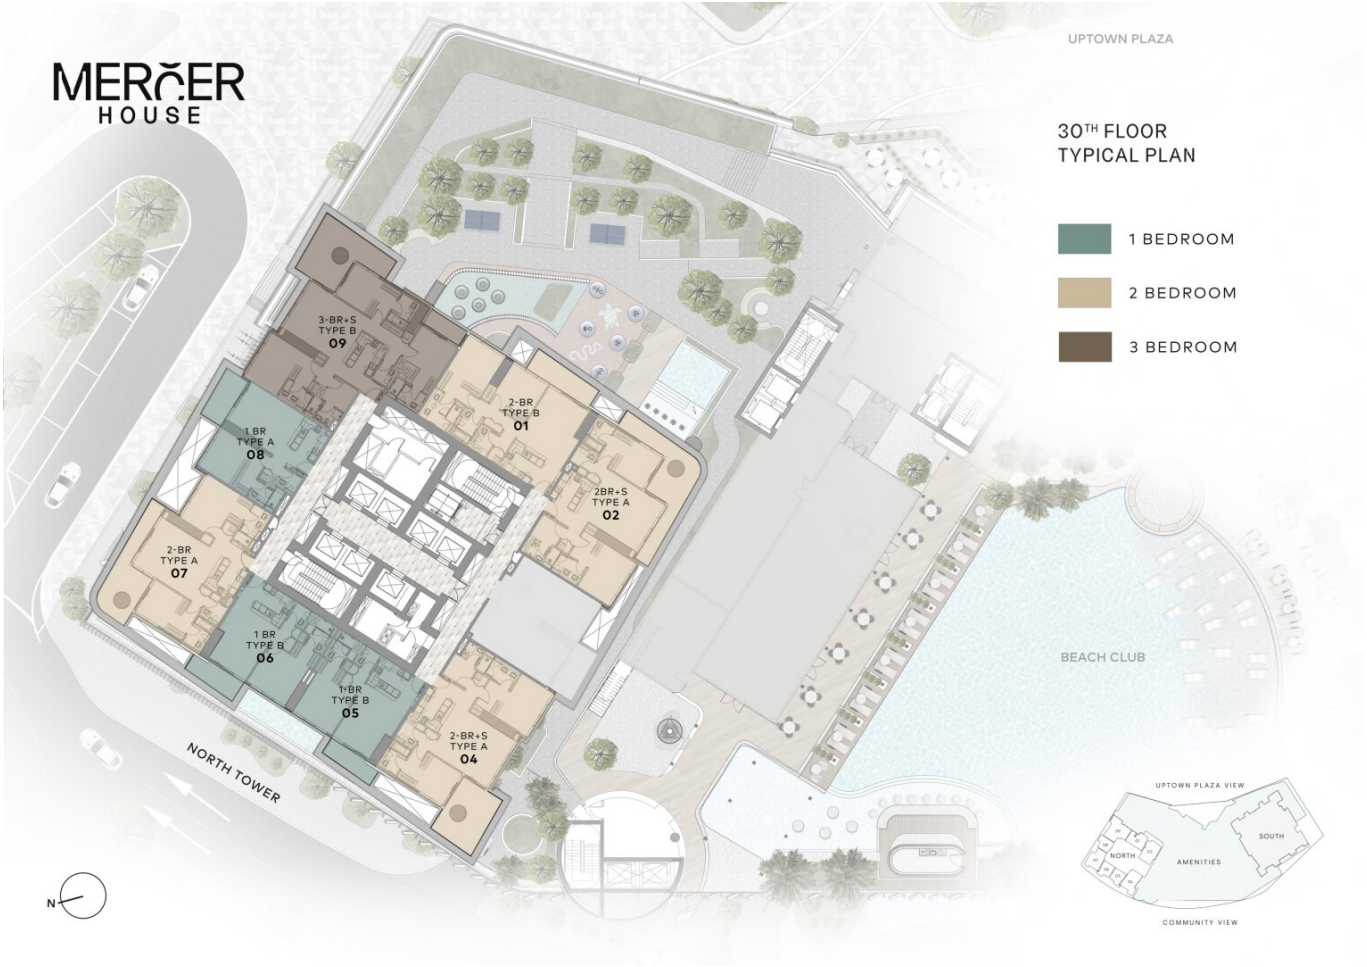 MERCER
HOUSE
UPTOWN PLAZA
30TH FLOOR
TYPICAL PLAN
1 BEDROOM
2 BEDROOM
3 BEDROOM
3-BR+S
TYPE B
09
2-BR
TYPE B
01
1 BR
TYPE A
08
2BR+S
TYPE A
02
2-BR
TYPE A
07
1 BR
TYPE B
06
1-BR
TYPE B
05
2-BR+S
TYPE A
04
BEACH CLUB
NORTH TOWER
N
UPTOWN PLAZA VIEW
SOUTH
NORTH
AMENITIES
COMMUNITY VIEW